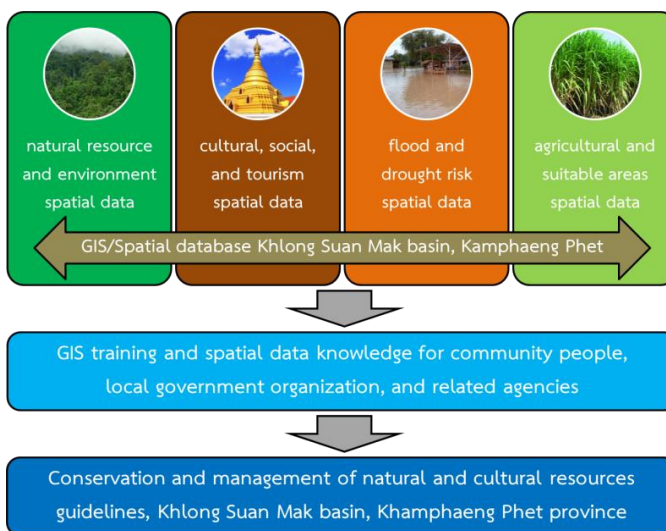 natural resource
and environment
spatial data
cultural, social,
and tourism
spatial data
flood and
drought risk
spatial data
agricultural and
suitable areas
spatial data
GIS/Spatial database Khlong Suan Mak basin, Kamphaeng Phet
GIS training and spatial data knowledge for community people,
local government organization, and related agencies
Conservation and management of natural and cultural resources
guidelines, Khlong Suan Mak basin, Khamphaeng Phet province